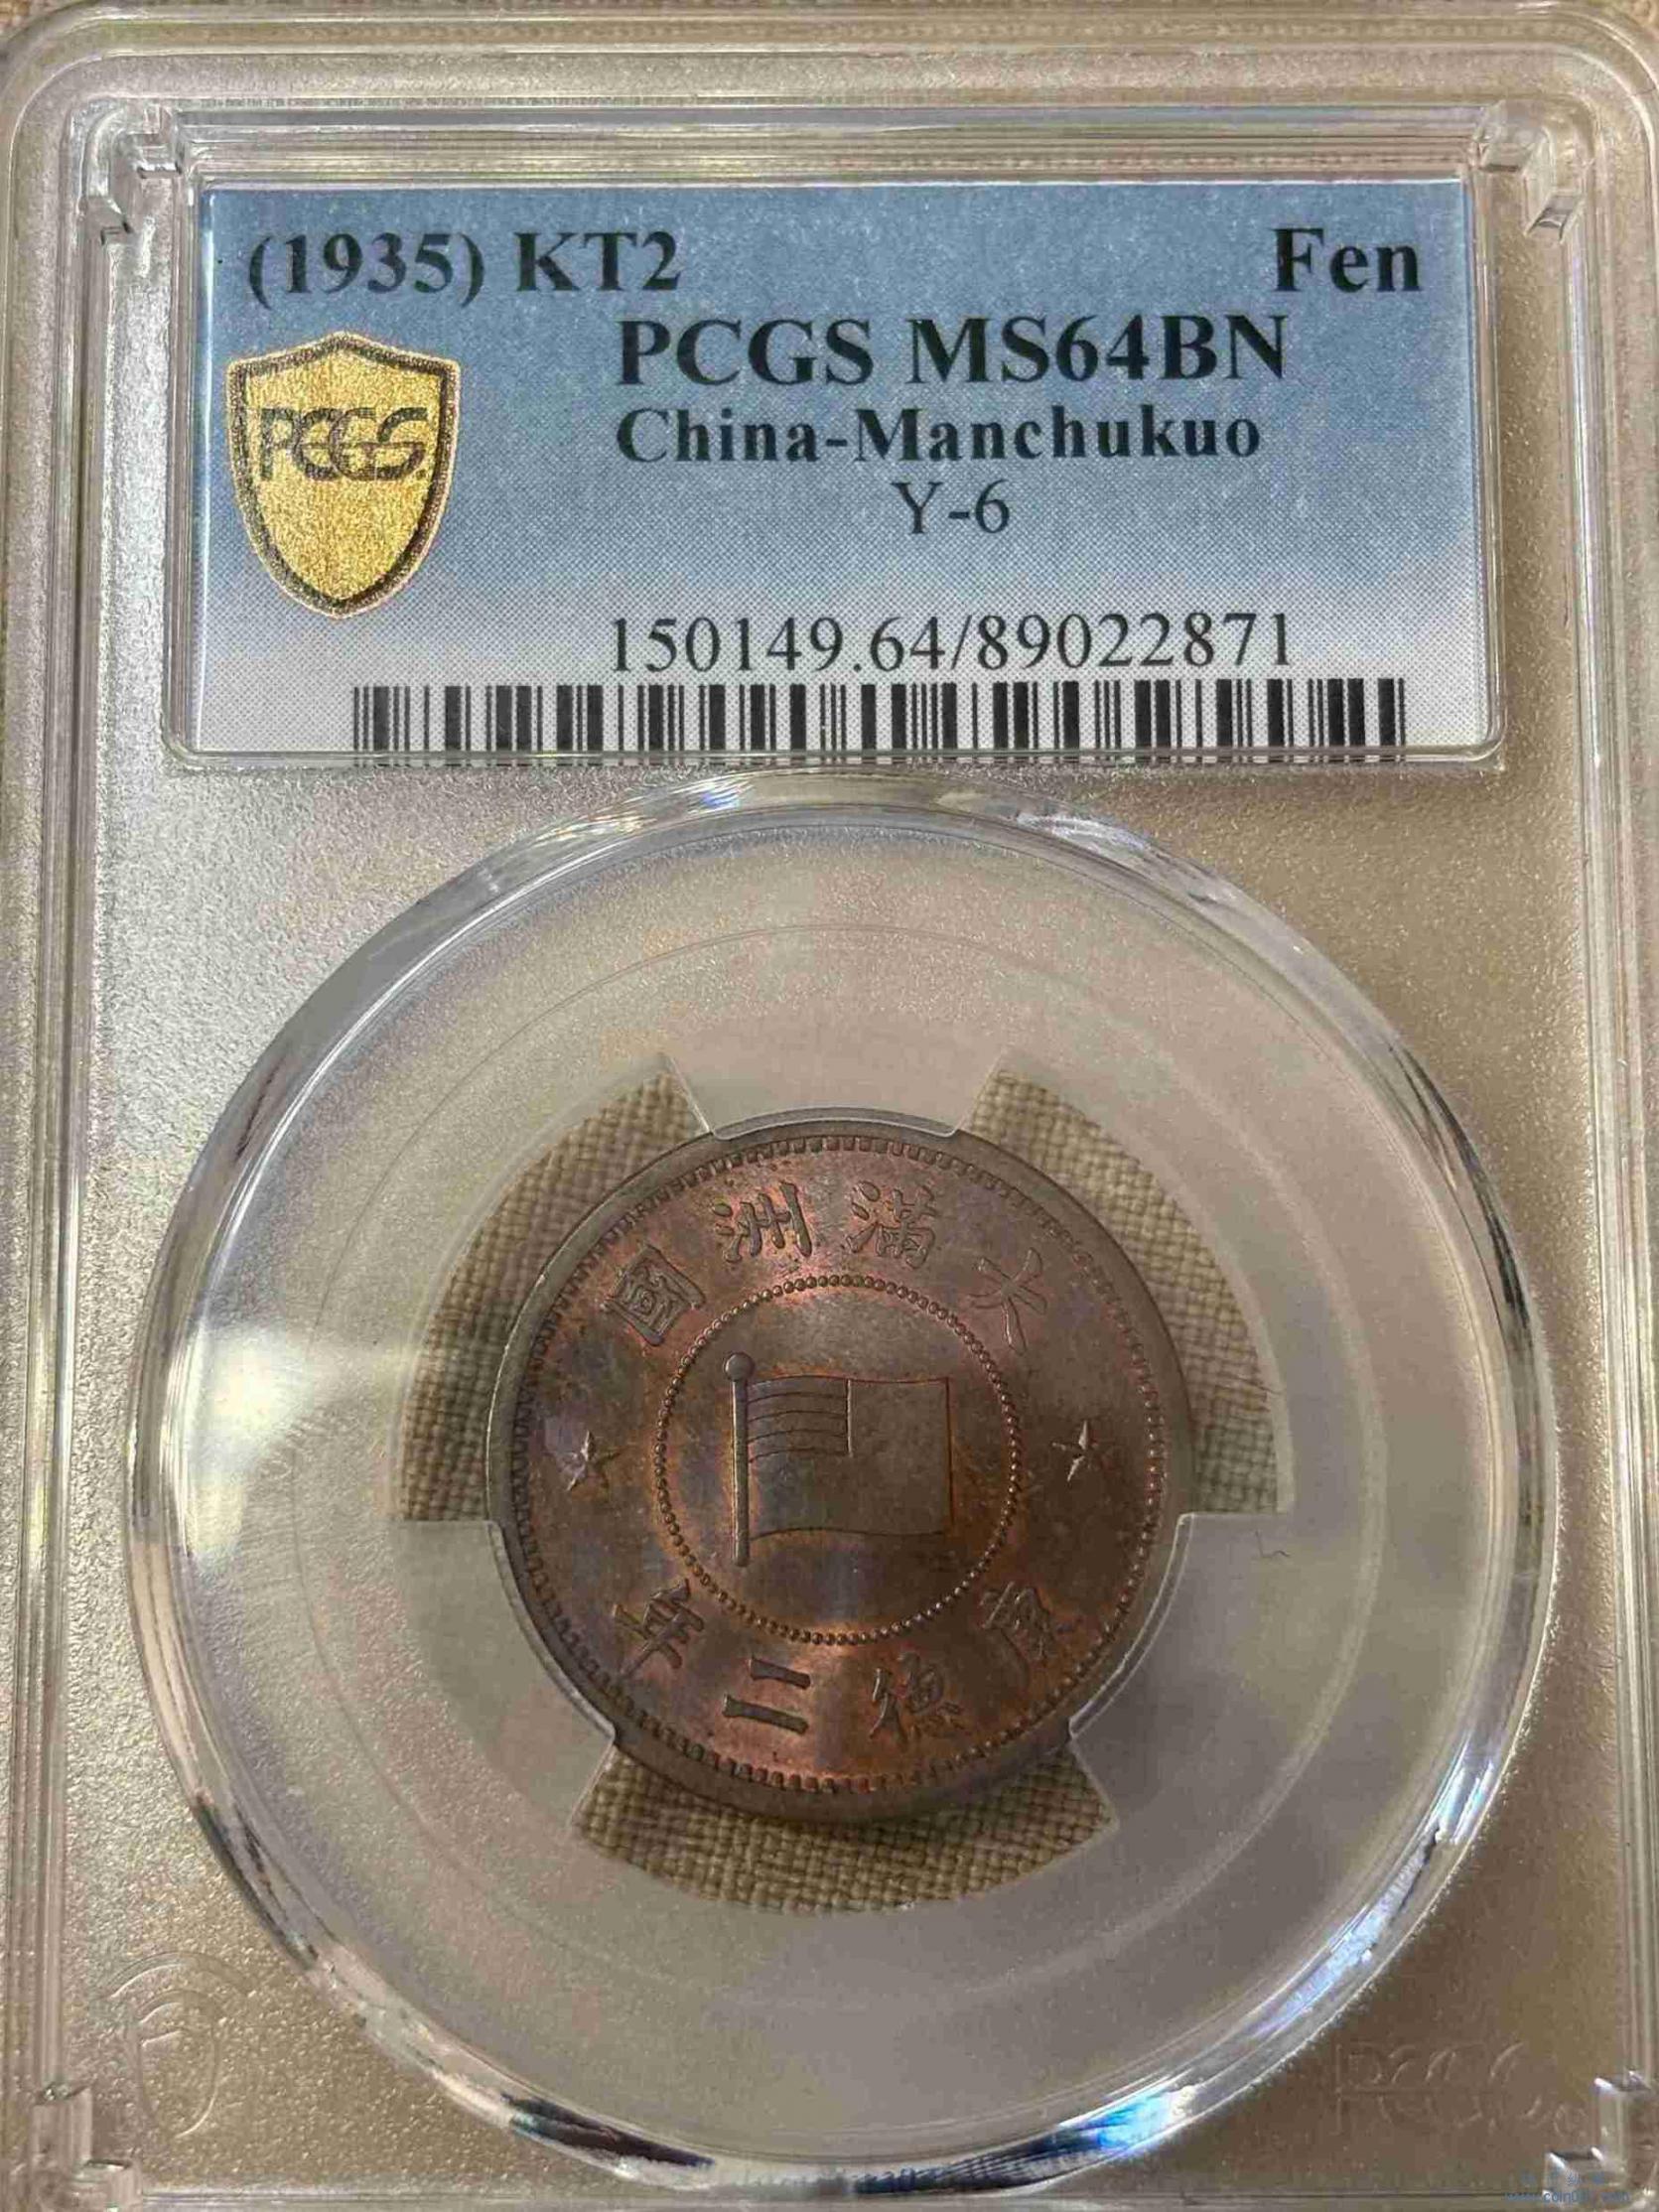 (1935) KT2 Fen
PCGS MS64BN
PCGS
China-Manchukuo
Y-6
150149.64/89022871
大滿洲國
康德二年